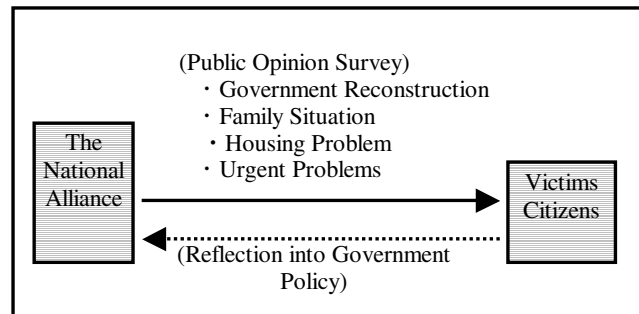 (Public Opinion Survey)
・Government Reconstruction
・Family Situation
・Housing Problem
・Urgent Problems
The
National
Alliance
Victims
Citizens
(Reflection into Government
Policy)